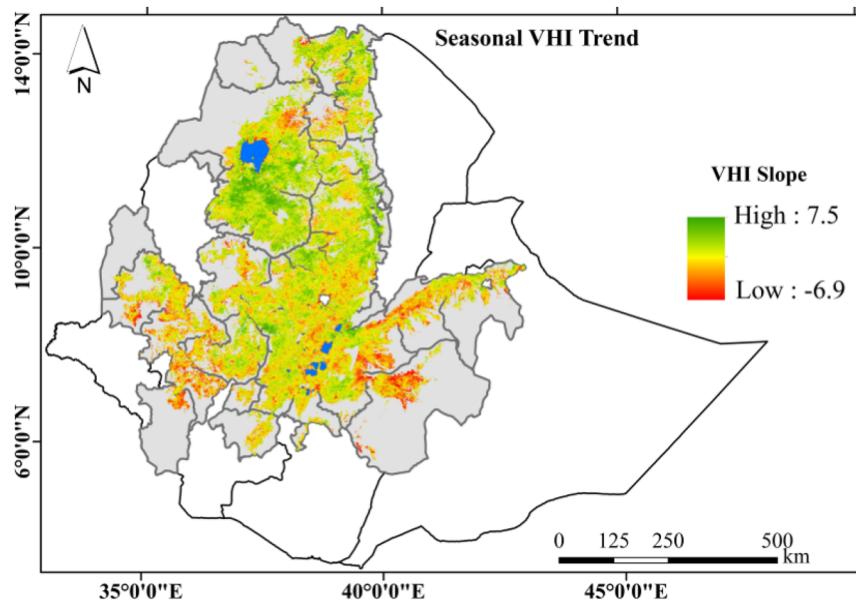 Seasonal VHI Trend
14°0'0"N
10°0'0"N
6°0'0"N
N
VHI Slope
High : 7.5
Low : -6.9
0 125 250 500
km
35°0'0"E 40°0'0"E 45°0'0"E